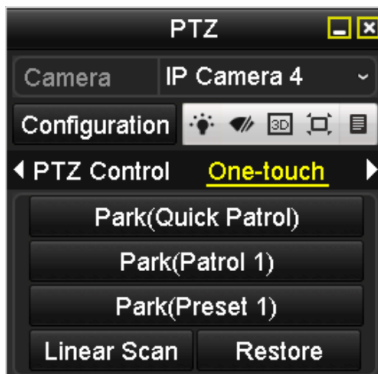 PTZ
Camera IP Camera 4
Configuration 3D
PTZ Control One-touch
Park(Quick Patrol)
Park(Patrol 1)
Park(Preset 1)
Linear Scan Restore